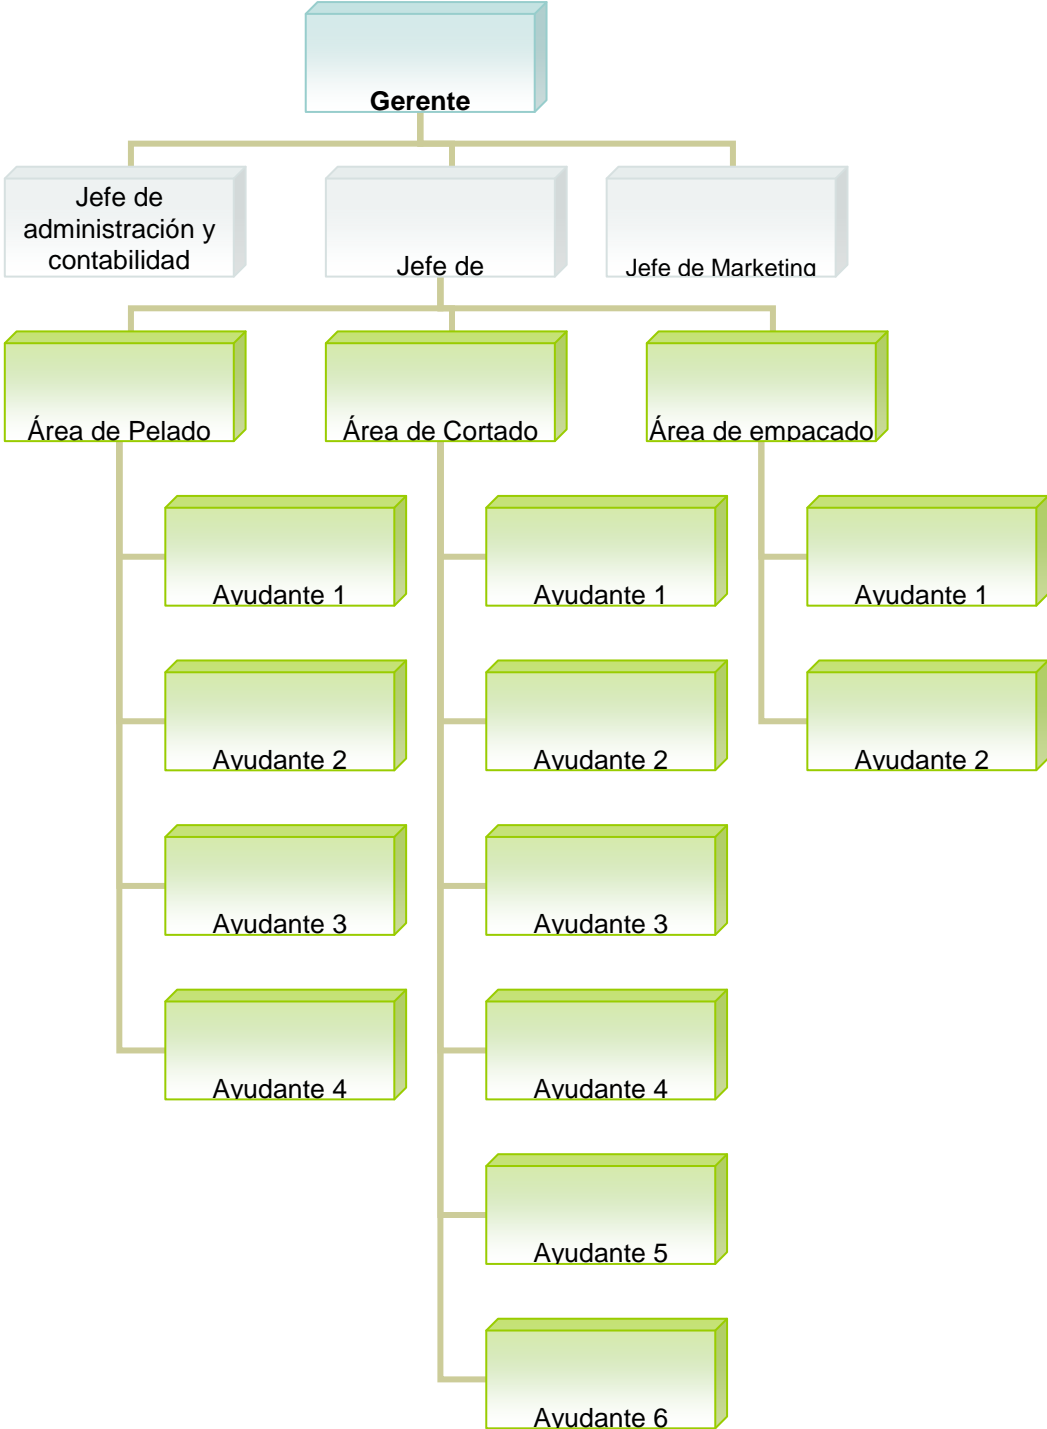 Gerente
Jefe de
administración y
contabilidad
Jefe de
Jefe de Marketing
Área de Pelado
Área de Cortado
Área de empacado
Ayudante 1
Ayudante 1
Ayudante 1
Ayudante 2
Ayudante 2
Ayudante 2
Ayudante 3
Ayudante 3
Ayudante 4
Ayudante 4
Ayudante 5
Ayudante 6